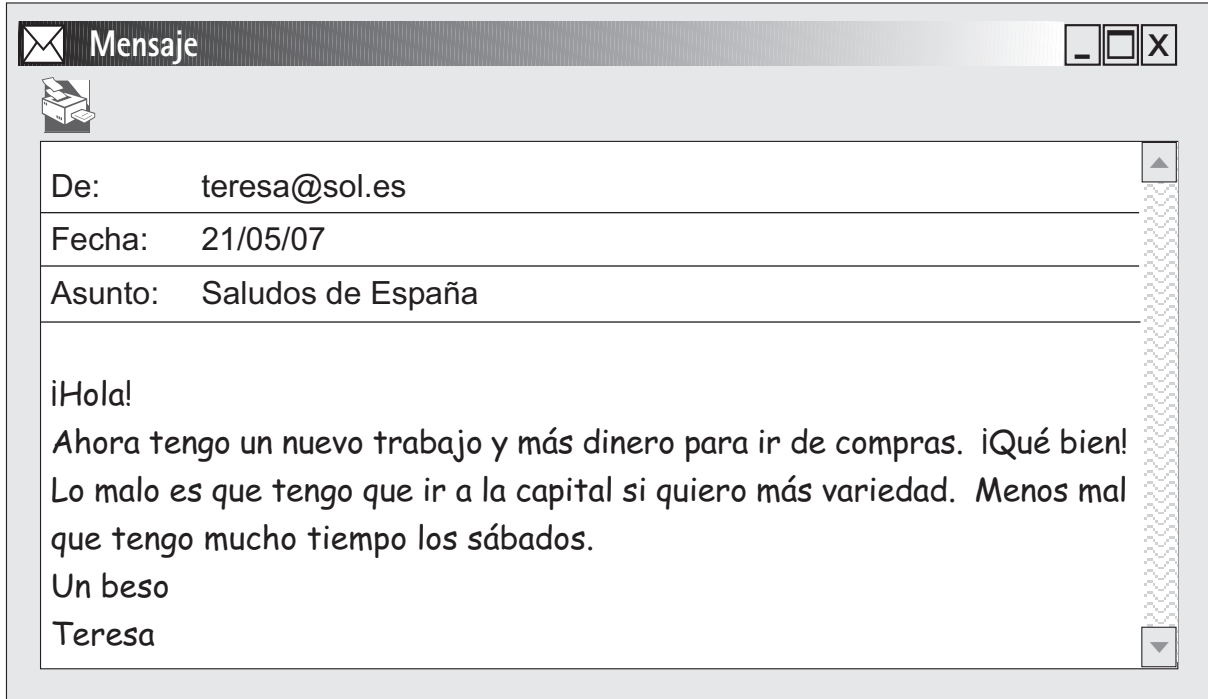 Mensaje
De: teresa@sol.es
Fecha: 21/05/07
Asunto: Saludos de España
¡Hola!
Ahora tengo un nuevo trabajo y más dinero para ir de compras. ¡Qué bien!
Lo malo es que tengo que ir a la capital si quiero más variedad. Menos mal
que tengo mucho tiempo los sábados.
Un beso
Teresa